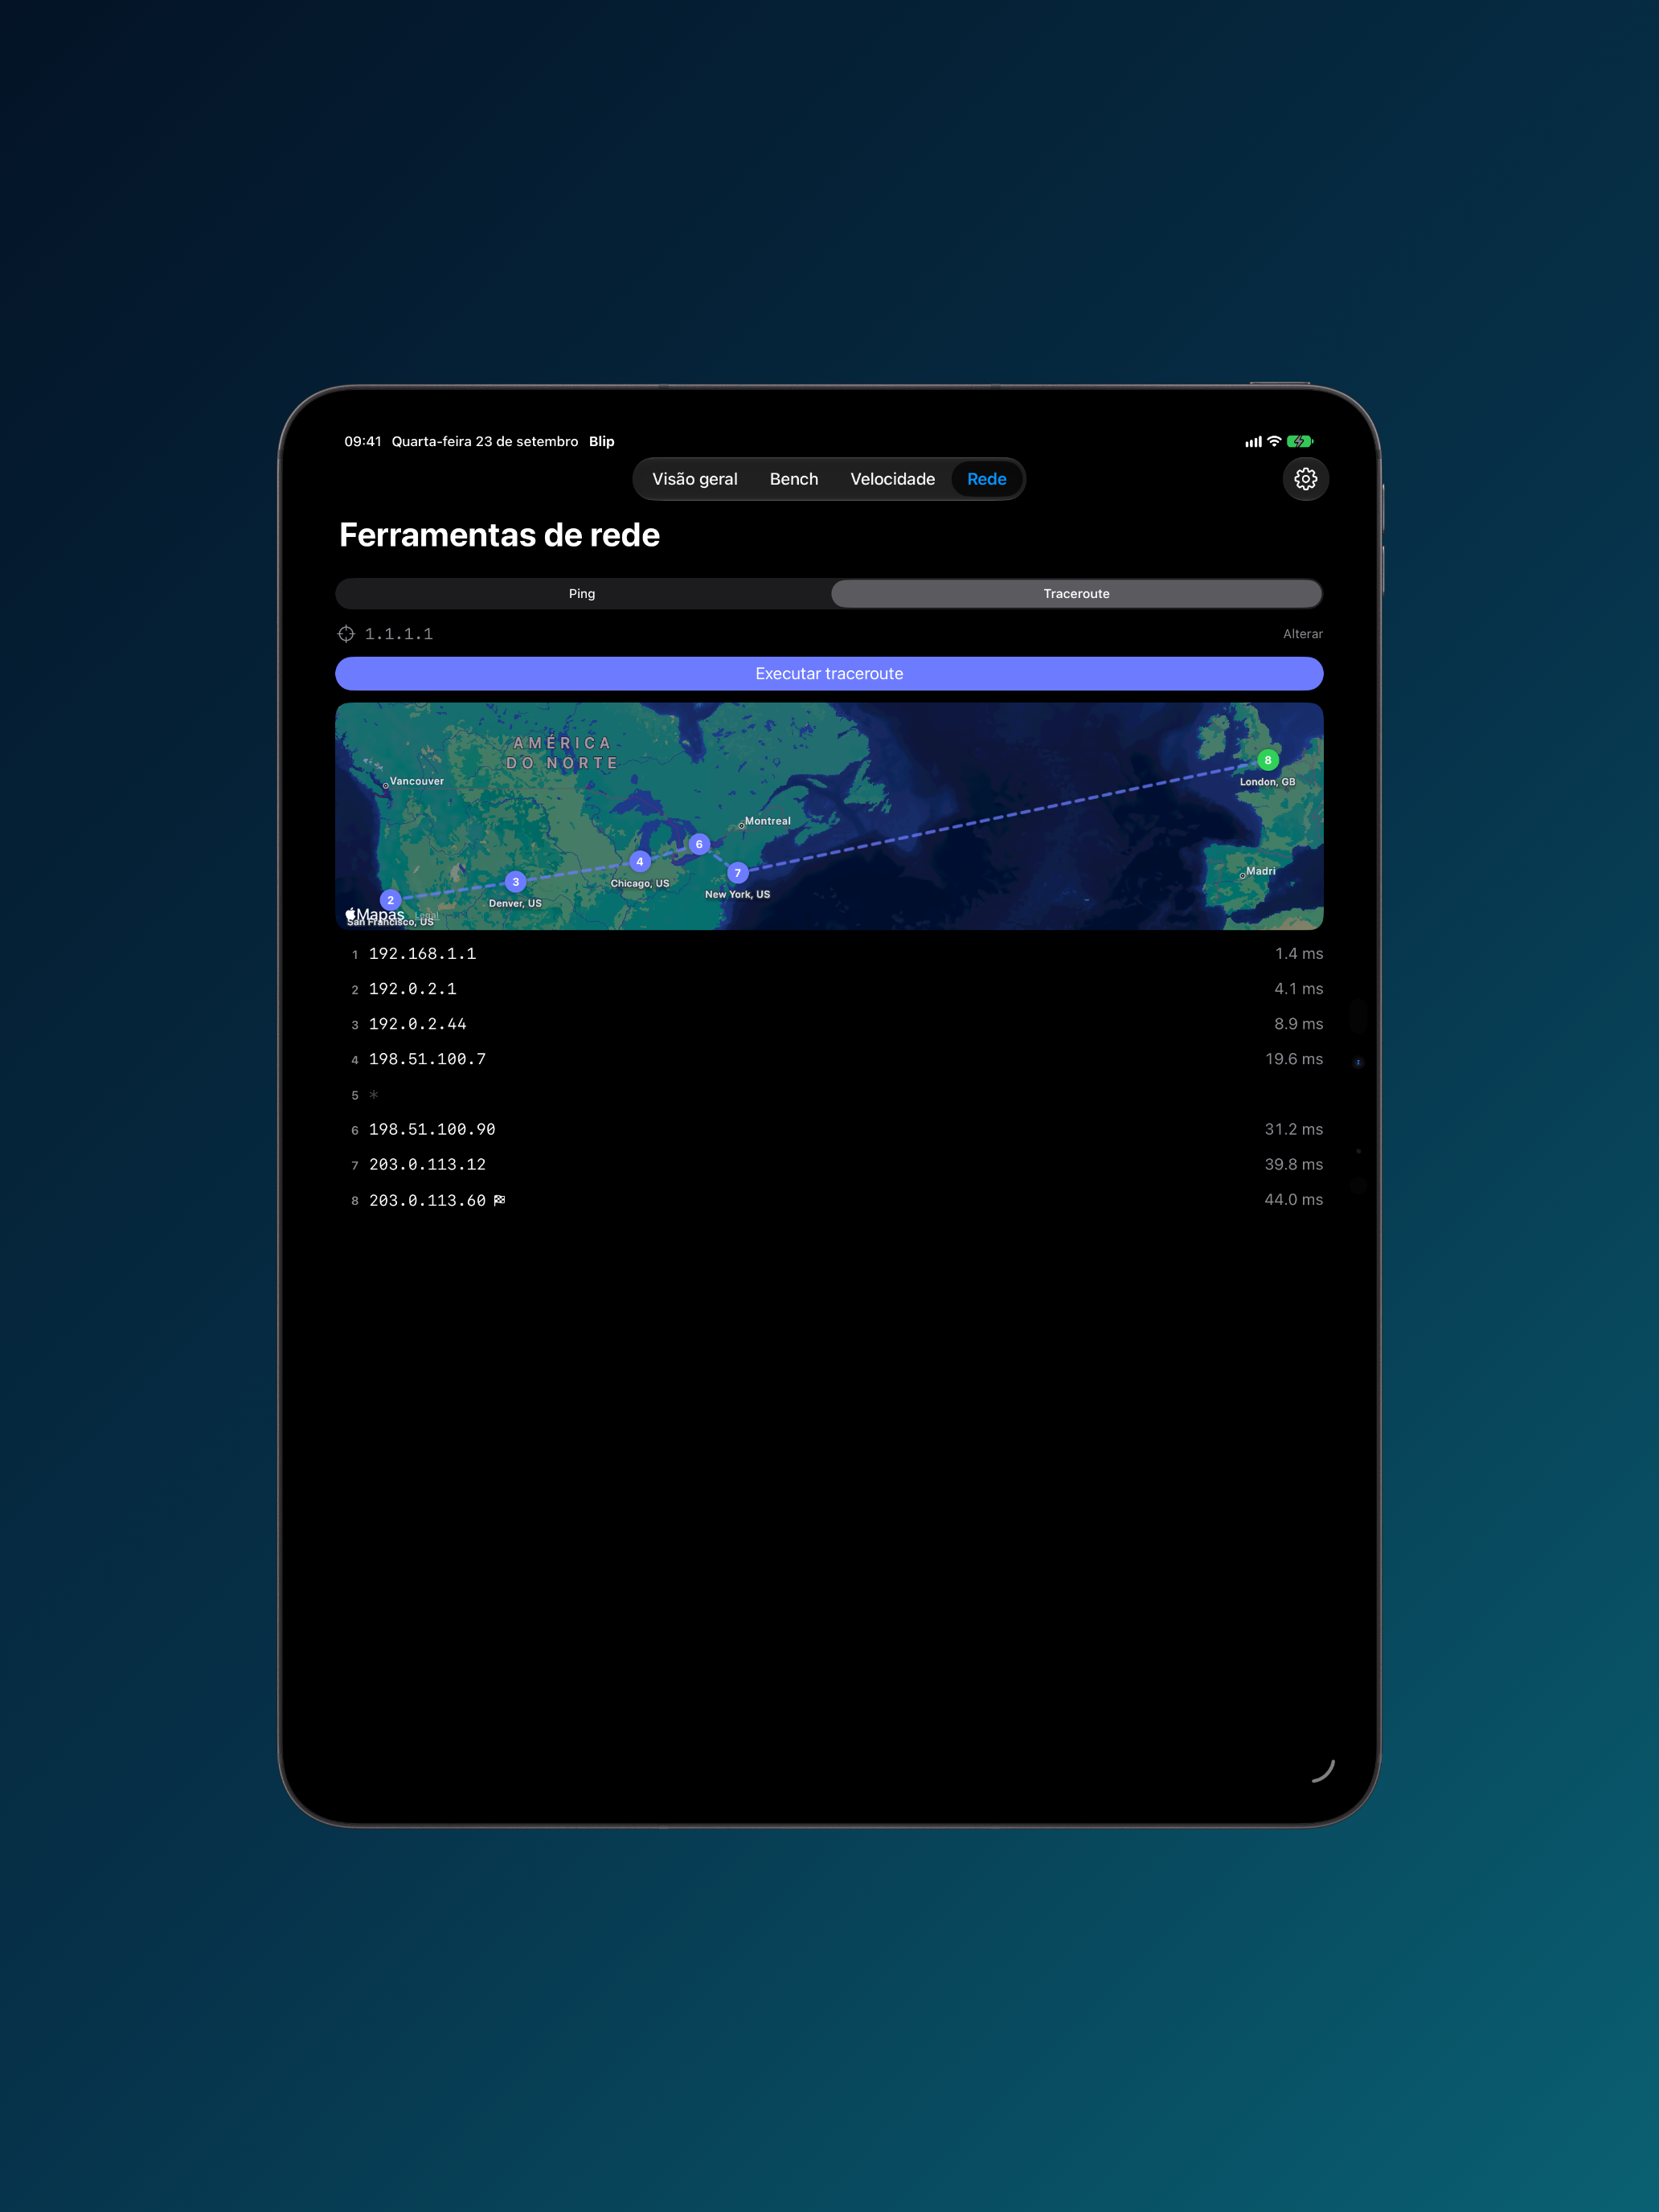 09:41 Quarta-feira 23 de setembro Blip
Visão geral Bench Velocidade Rede
Ferramentas de rede
Ping Traceroute
1.1.1.1 Alterar
Executar traceroute
AMÉRICA
DO NORTE
8
London, GB
Vancouver
Montreal
6
4
Chicago, US
7
New York, US
Madri
3
Denver, US
2
Mapas Legal
San Francisco, US
1 192.168.1.1 1.4 ms
2 192.0.2.1 4.1 ms
3 192.0.2.44 8.9 ms
4 198.51.100.7 19.6 ms
5 *
6 198.51.100.90 31.2 ms
7 203.0.113.12 39.8 ms
8 203.0.113.60 44.0 ms